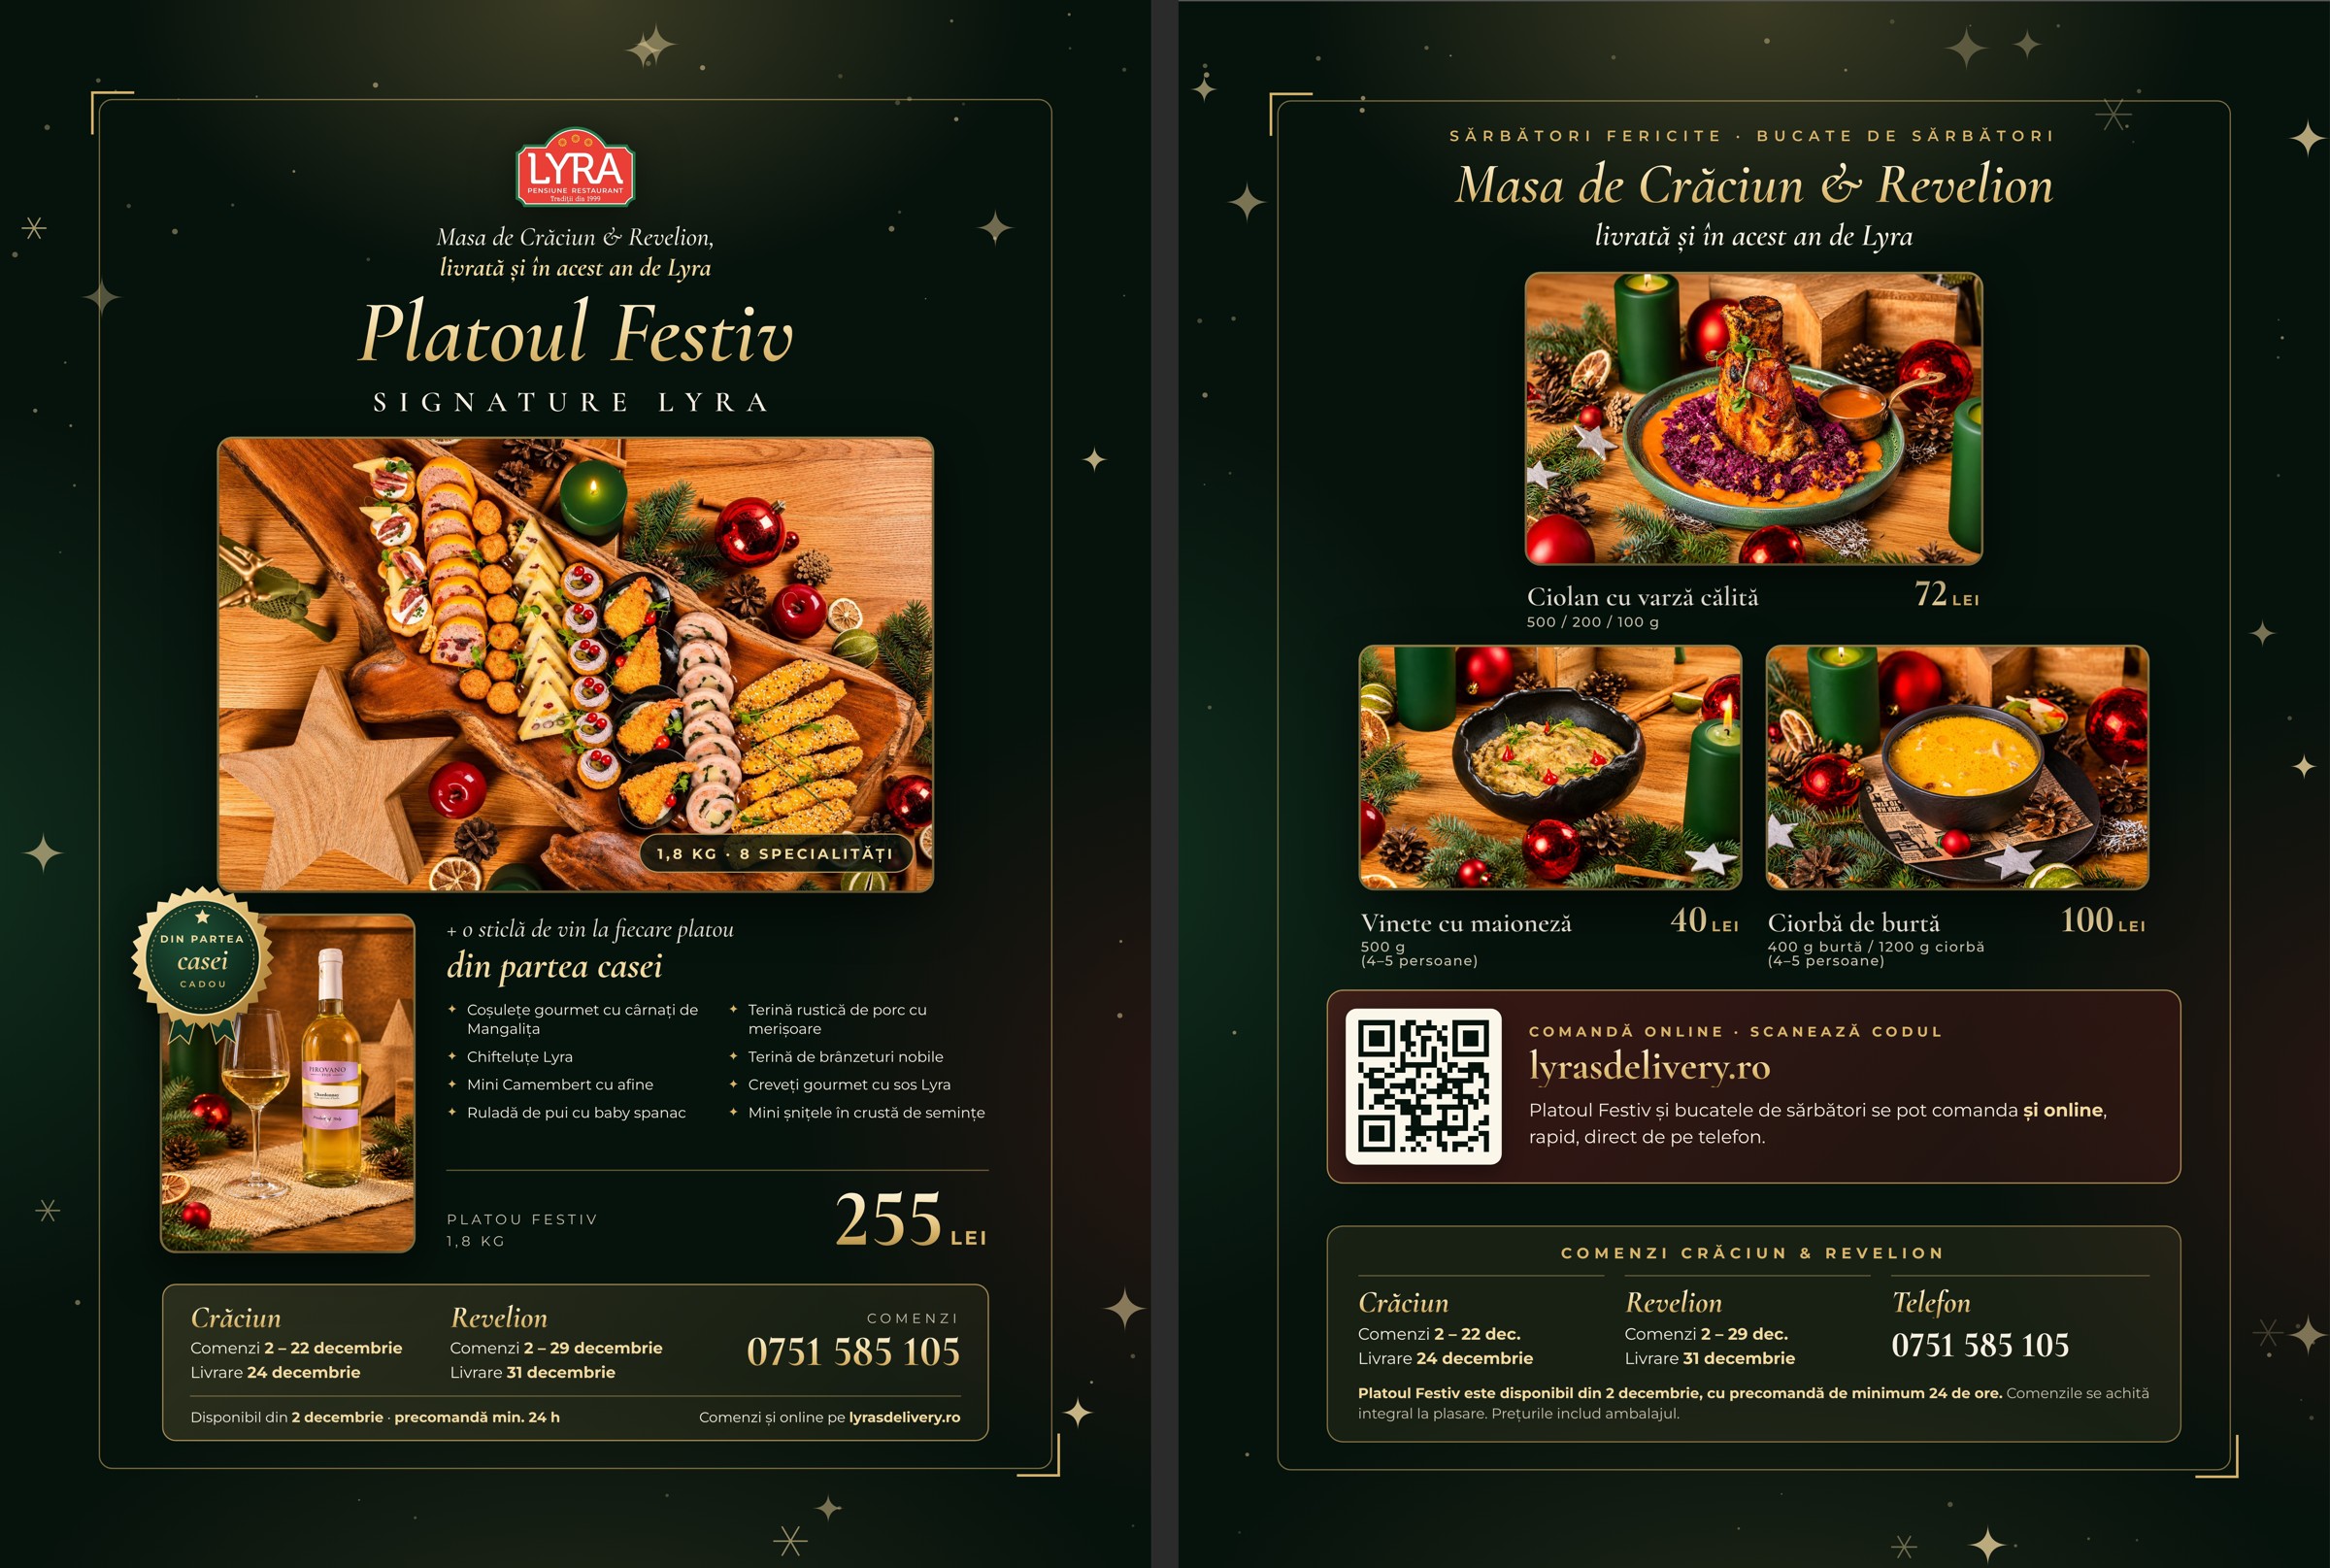 LYRA
PENSIUNE RESTAURANT
Tradiții din 1999
Masa de Crăciun & Revelion,
livrată și în acest an de Lyra
Platoul Festiv
SIGNATURE LYRA
1,8 KG · 8 SPECIALITĂȚI
DIN PARTEA
casei
CADOU
PIROVANO
Chardonnay
+ o sticlă de vin la fiecare platou
din partea casei
Coșulețe gourmet cu cârnați de
Mangalița
Chifteluțe Lyra
Mini Camembert cu afine
Ruladă de pui cu baby spanac
Terină rustică de porc cu
merișoare
Terină de brânzeturi nobile
Creveți gourmet cu sos Lyra
Mini șnițele în crustă de semințe
PLATOU FESTIV
1,8 KG
255 LEI
Crăciun
Comenzi 2 – 22 decembrie
Livrare 24 decembrie
Revelion
Comenzi 2 – 29 decembrie
Livrare 31 decembrie
COMENZI
0751 585 105
Disponibil din 2 decembrie · precomandă min. 24 h
Comenzi și online pe lyrasdelivery.ro
SĂRBĂTORI FERICITE · BUCATE DE SĂRBĂTORI
Masa de Crăciun & Revelion
livrată și în acest an de Lyra
Ciolan cu varză călită
72 LEI
500 / 200 / 100 g
Vinete cu maioneză
40 LEI
500 g
(4–5 persoane)
Ciorbă de burtă
100 LEI
400 g burtă / 1200 g ciorbă
(4–5 persoane)
COMANDĂ ONLINE · SCANEAZĂ CODUL
lyrasdelivery.ro
Platoul Festiv și bucatele de sărbători se pot comanda și online,
rapid, direct de pe telefon.
COMENZI CRĂCIUN & REVELION
Crăciun
Comenzi 2 – 22 dec.
Livrare 24 decembrie
Revelion
Comenzi 2 – 29 dec.
Livrare 31 decembrie
Telefon
0751 585 105
Platoul Festiv este disponibil din 2 decembrie, cu precomandă de minimum 24 de ore. Comenzile se achită
integral la plasare. Prețurile includ ambalajul.